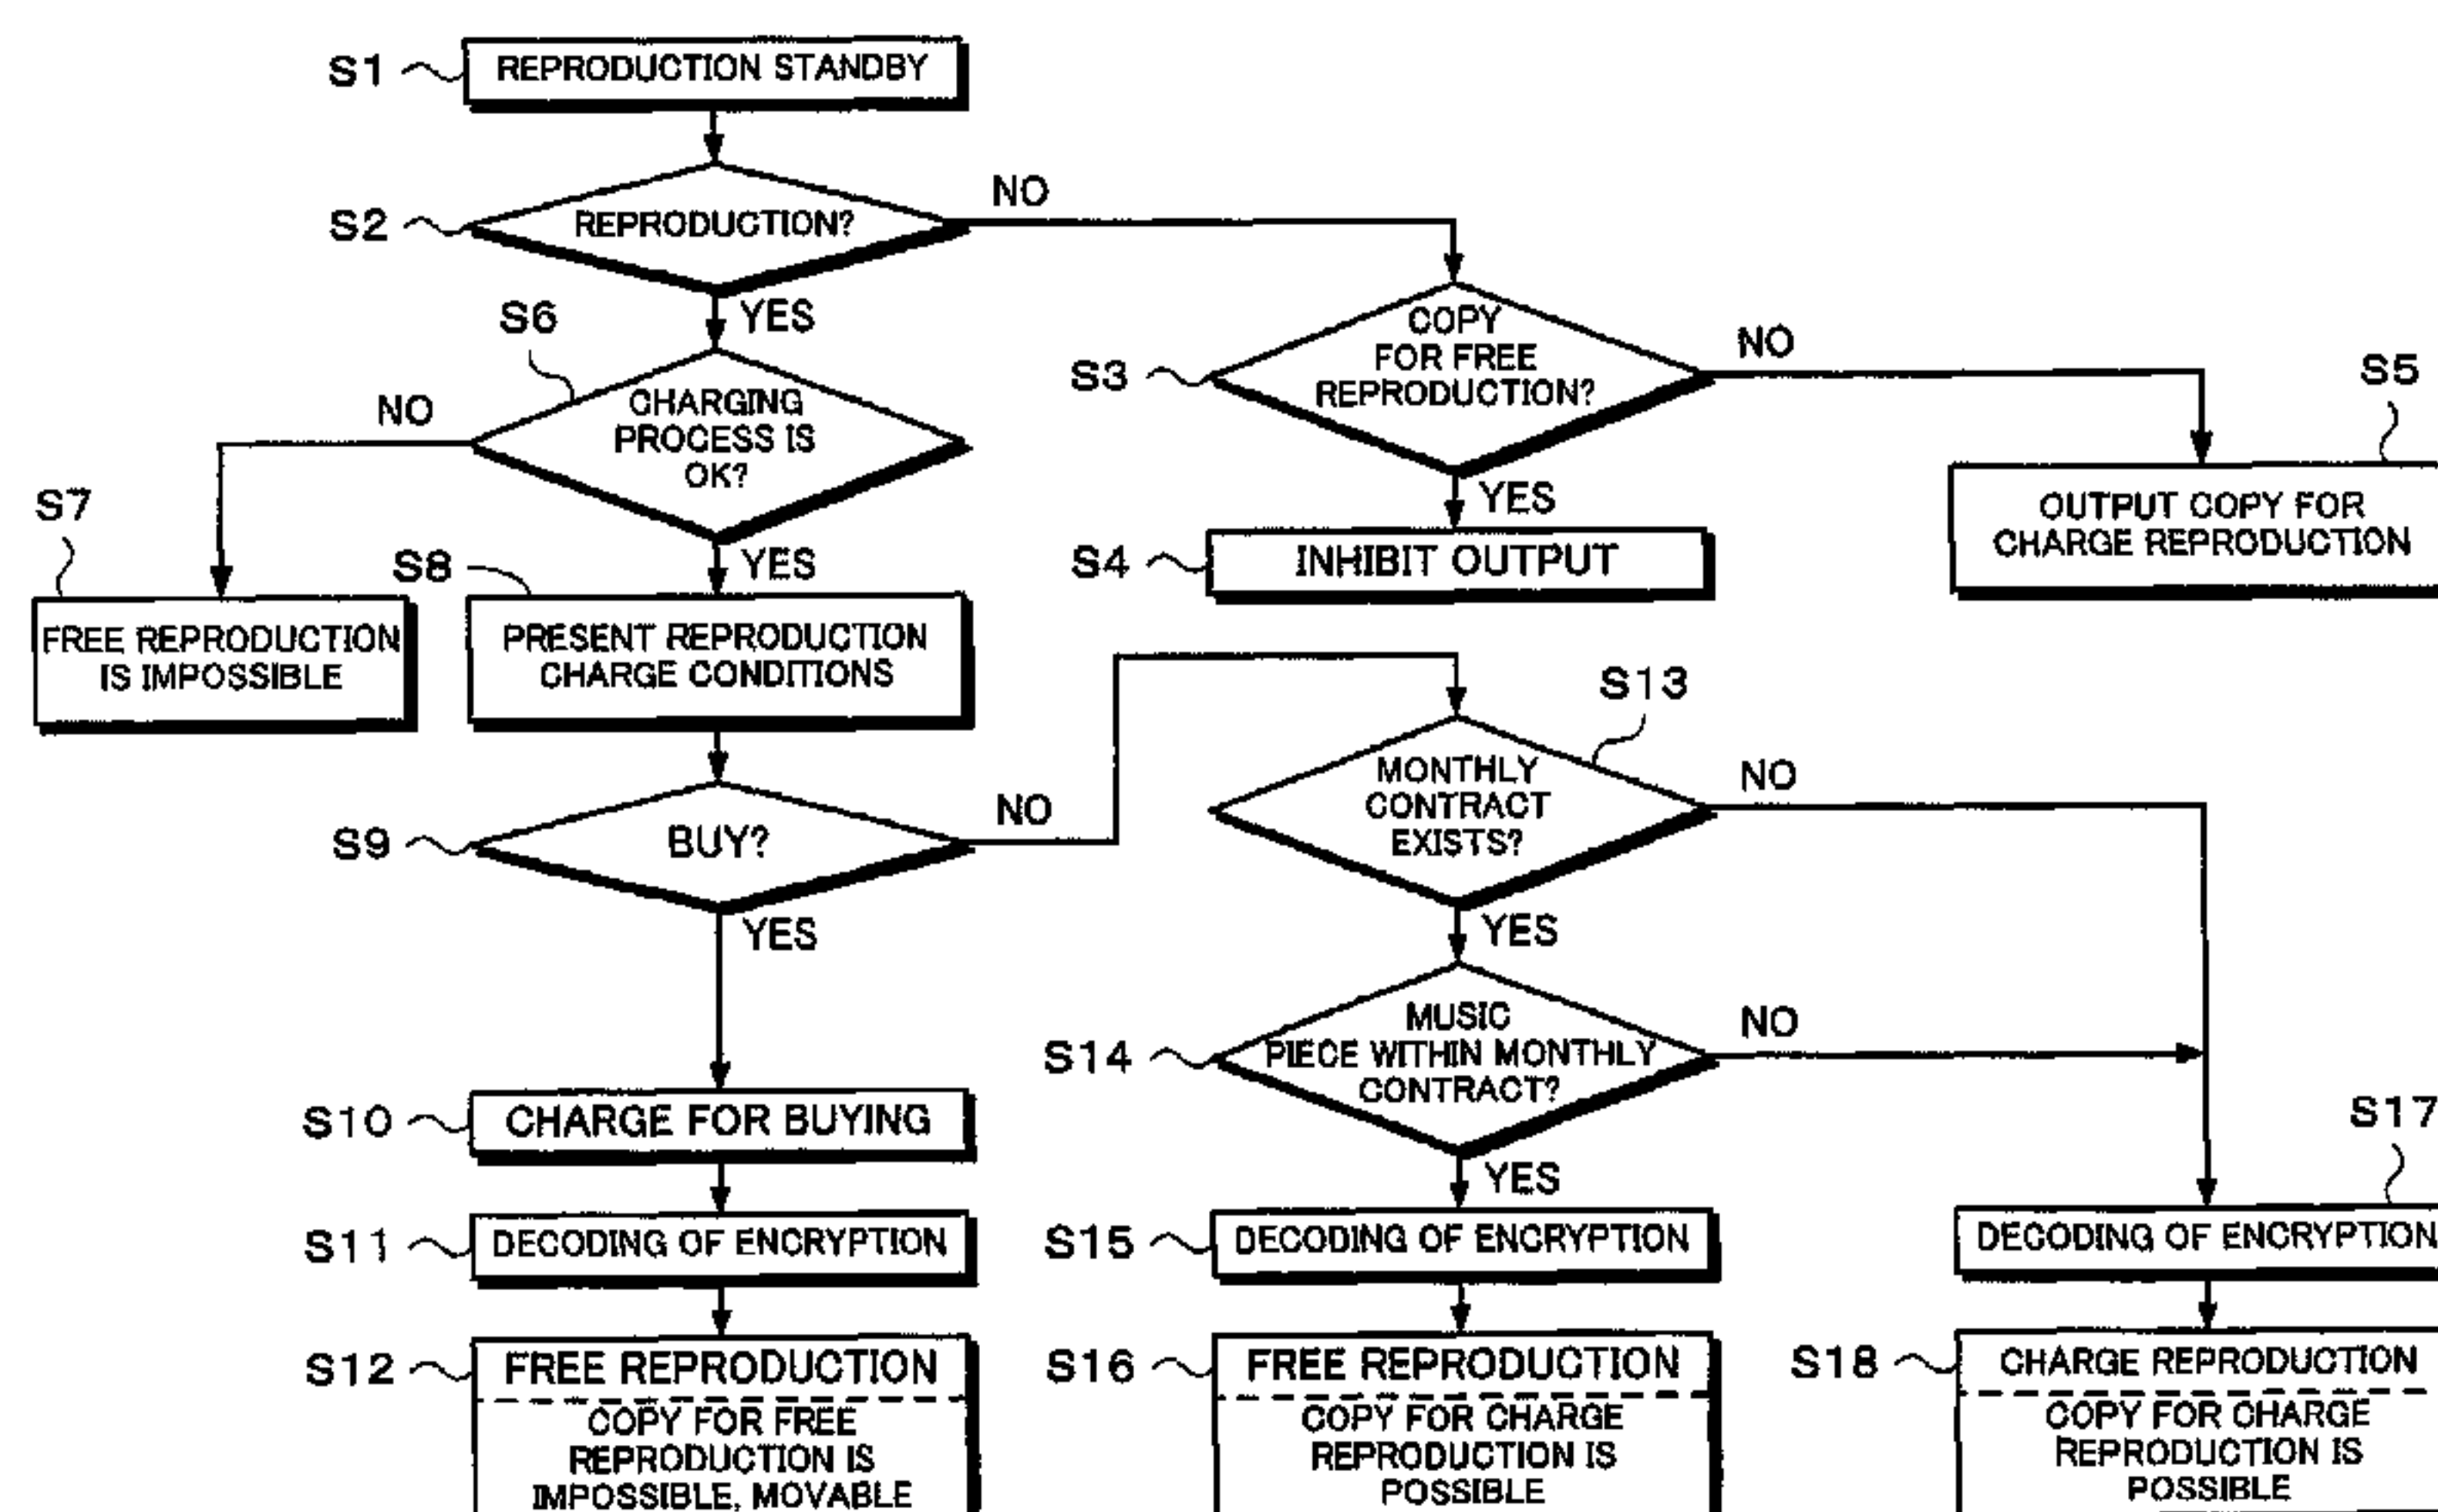 S1
REPRODUCTION STANDBY
S2
REPRODUCTION?
NO
YES
S3
COPY
FOR FREE
REPRODUCTION?
NO
YES
S4
INHIBIT OUTPUT
S5
OUTPUT COPY FOR
CHARGE REPRODUCTION
S6
CHARGING
PROCESS IS
OK?
NO
YES
S7
FREE REPRODUCTION
IS IMPOSSIBLE
S8
PRESENT REPRODUCTION
CHARGE CONDITIONS
S9
BUY?
NO
YES
S10
CHARGE FOR BUYING
S11
DECODING OF ENCRYPTION
S12
FREE REPRODUCTION
COPY FOR FREE
REPRODUCTION IS
IMPOSSIBLE, MOVABLE
S13
MONTHLY
CONTRACT
EXISTS?
NO
YES
S14
MUSIC
PIECE WITHIN MONTHLY
CONTRACT?
NO
YES
S15
DECODING OF ENCRYPTION
S16
FREE REPRODUCTION
COPY FOR CHARGE
REPRODUCTION IS
POSSIBLE
S17
DECODING OF ENCRYPTION
S18
CHARGE REPRODUCTION
COPY FOR CHARGE
REPRODUCTION IS
POSSIBLE